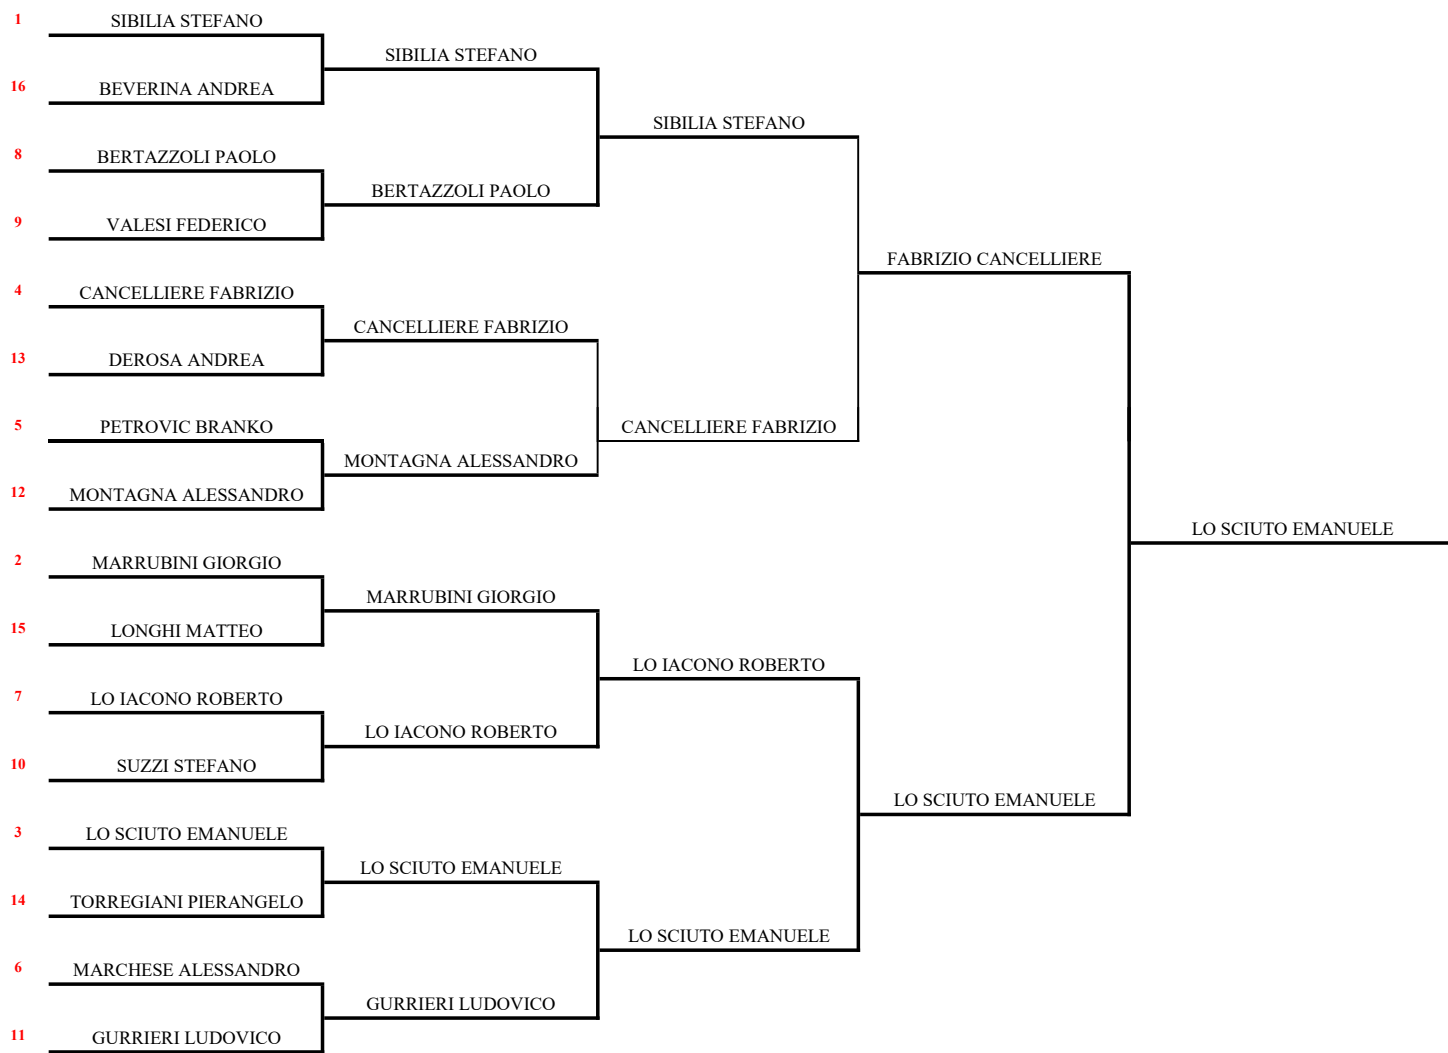 1 SIBILIA STEFANO
SIBILIA STEFANO
16 BEVERINA ANDREA
SIBILIA STEFANO
8 BERTAZZOLI PAOLO
BERTAZZOLI PAOLO
9 VALESI FEDERICO
FABRIZIO CANCELLIERE
4 CANCELLIERE FABRIZIO
CANCELLIERE FABRIZIO
13 DEROSA ANDREA
5 PETROVIC BRANKO
CANCELLIERE FABRIZIO
MONTAGNA ALESSANDRO
12 MONTAGNA ALESSANDRO
LO SCIUTO EMANUELE
2 MARRUBINI GIORGIO
MARRUBINI GIORGIO
15 LONGHI MATTEO
LO IACONO ROBERTO
7 LO IACONO ROBERTO
LO IACONO ROBERTO
10 SUZZI STEFANO
LO SCIUTO EMANUELE
3 LO SCIUTO EMANUELE
LO SCIUTO EMANUELE
14 TORREGIANI PIERANGELO
LO SCIUTO EMANUELE
6 MARCHESE ALESSANDRO
GURRIERI LUDOVICO
11 GURRIERI LUDOVICO